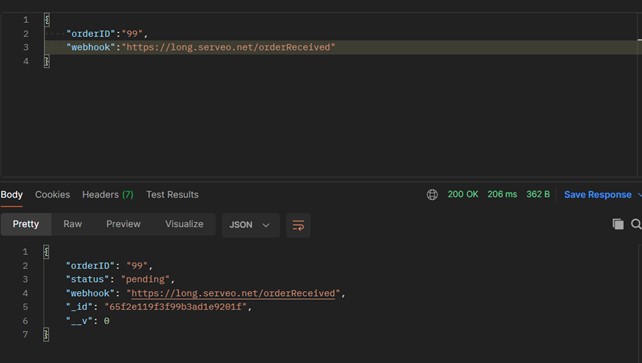 1 {
2 "orderID":"99",
3 "webhook":"https://long.serveo.net/orderReceived"
4 }
Body Cookies Headers (7) Test Results 200 OK 206 ms 362 B Save Response
Pretty Raw Preview Visualize JSON
1 {
2 "orderID": "99",
3 "status": "pending",
4 "webhook": "https://long.serveo.net/orderReceived",
5 "_id": "65f2e119f3f99b3ad1e9201f",
6 "__v": 0
7 }